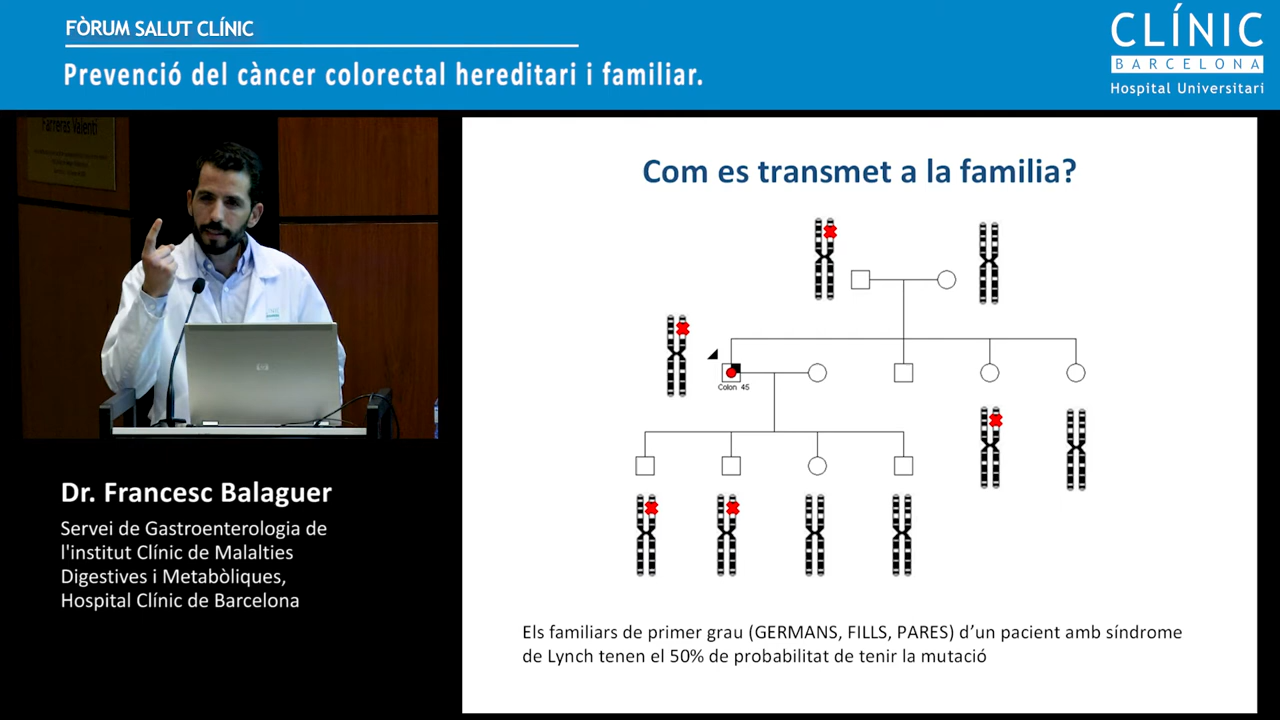 FÒRUM SALUT CLÍNIC
Prevenció del càncer colorectal hereditari i familiar.
CLÍNIC
BARCELONA
Hospital Universitari
Farreras Valentí
Com es transmet a la familia?
Colon 45
Dr. Francesc Balaguer
Servei de Gastroenterologia de
l'institut Clínic de Malalties
Digestives i Metabòliques,
Hospital Clínic de Barcelona
Els familiars de primer grau (GERMANS, FILLS, PARES) d’un pacient amb síndrome
de Lynch tenen el 50% de probabilitat de tenir la mutació
hp